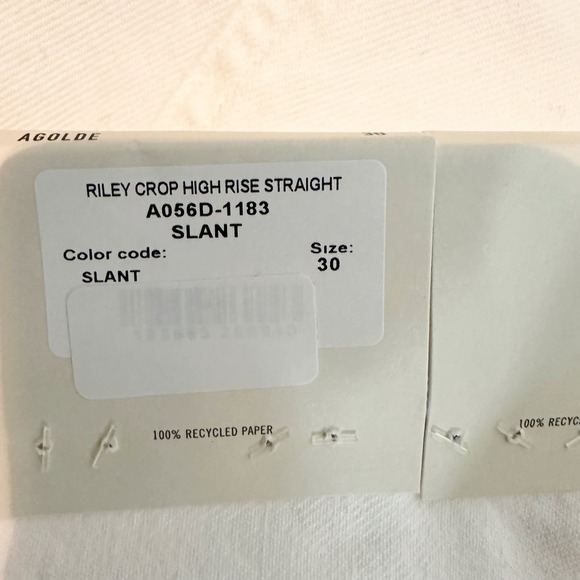 AGOLDE
30
RILEY CROP HIGH RISE STRAIGHT
A056D-1183
SLANT
Color code:
SLANT
Size:
30
100% RECYCLED PAPER
100% RECYC